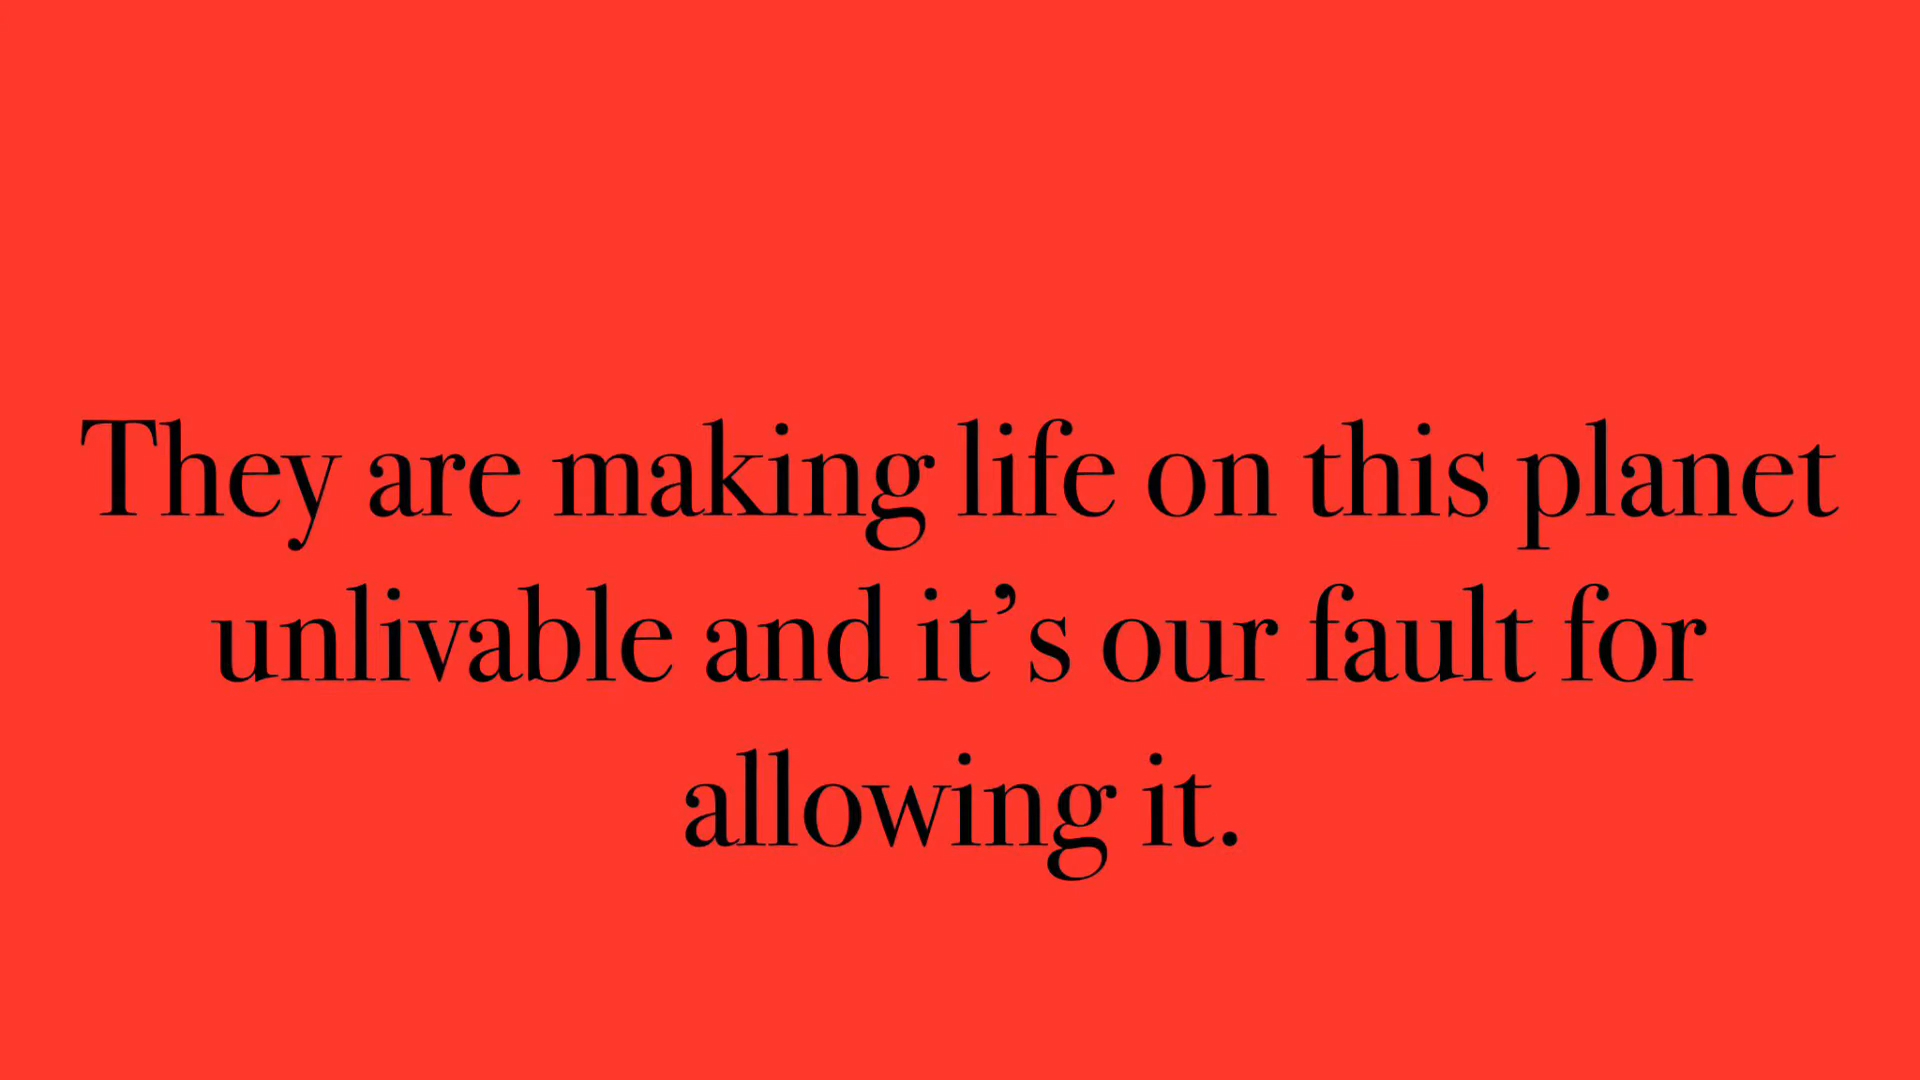 They are making life on this planet
unlivable and it’s our fault for
allowing it.